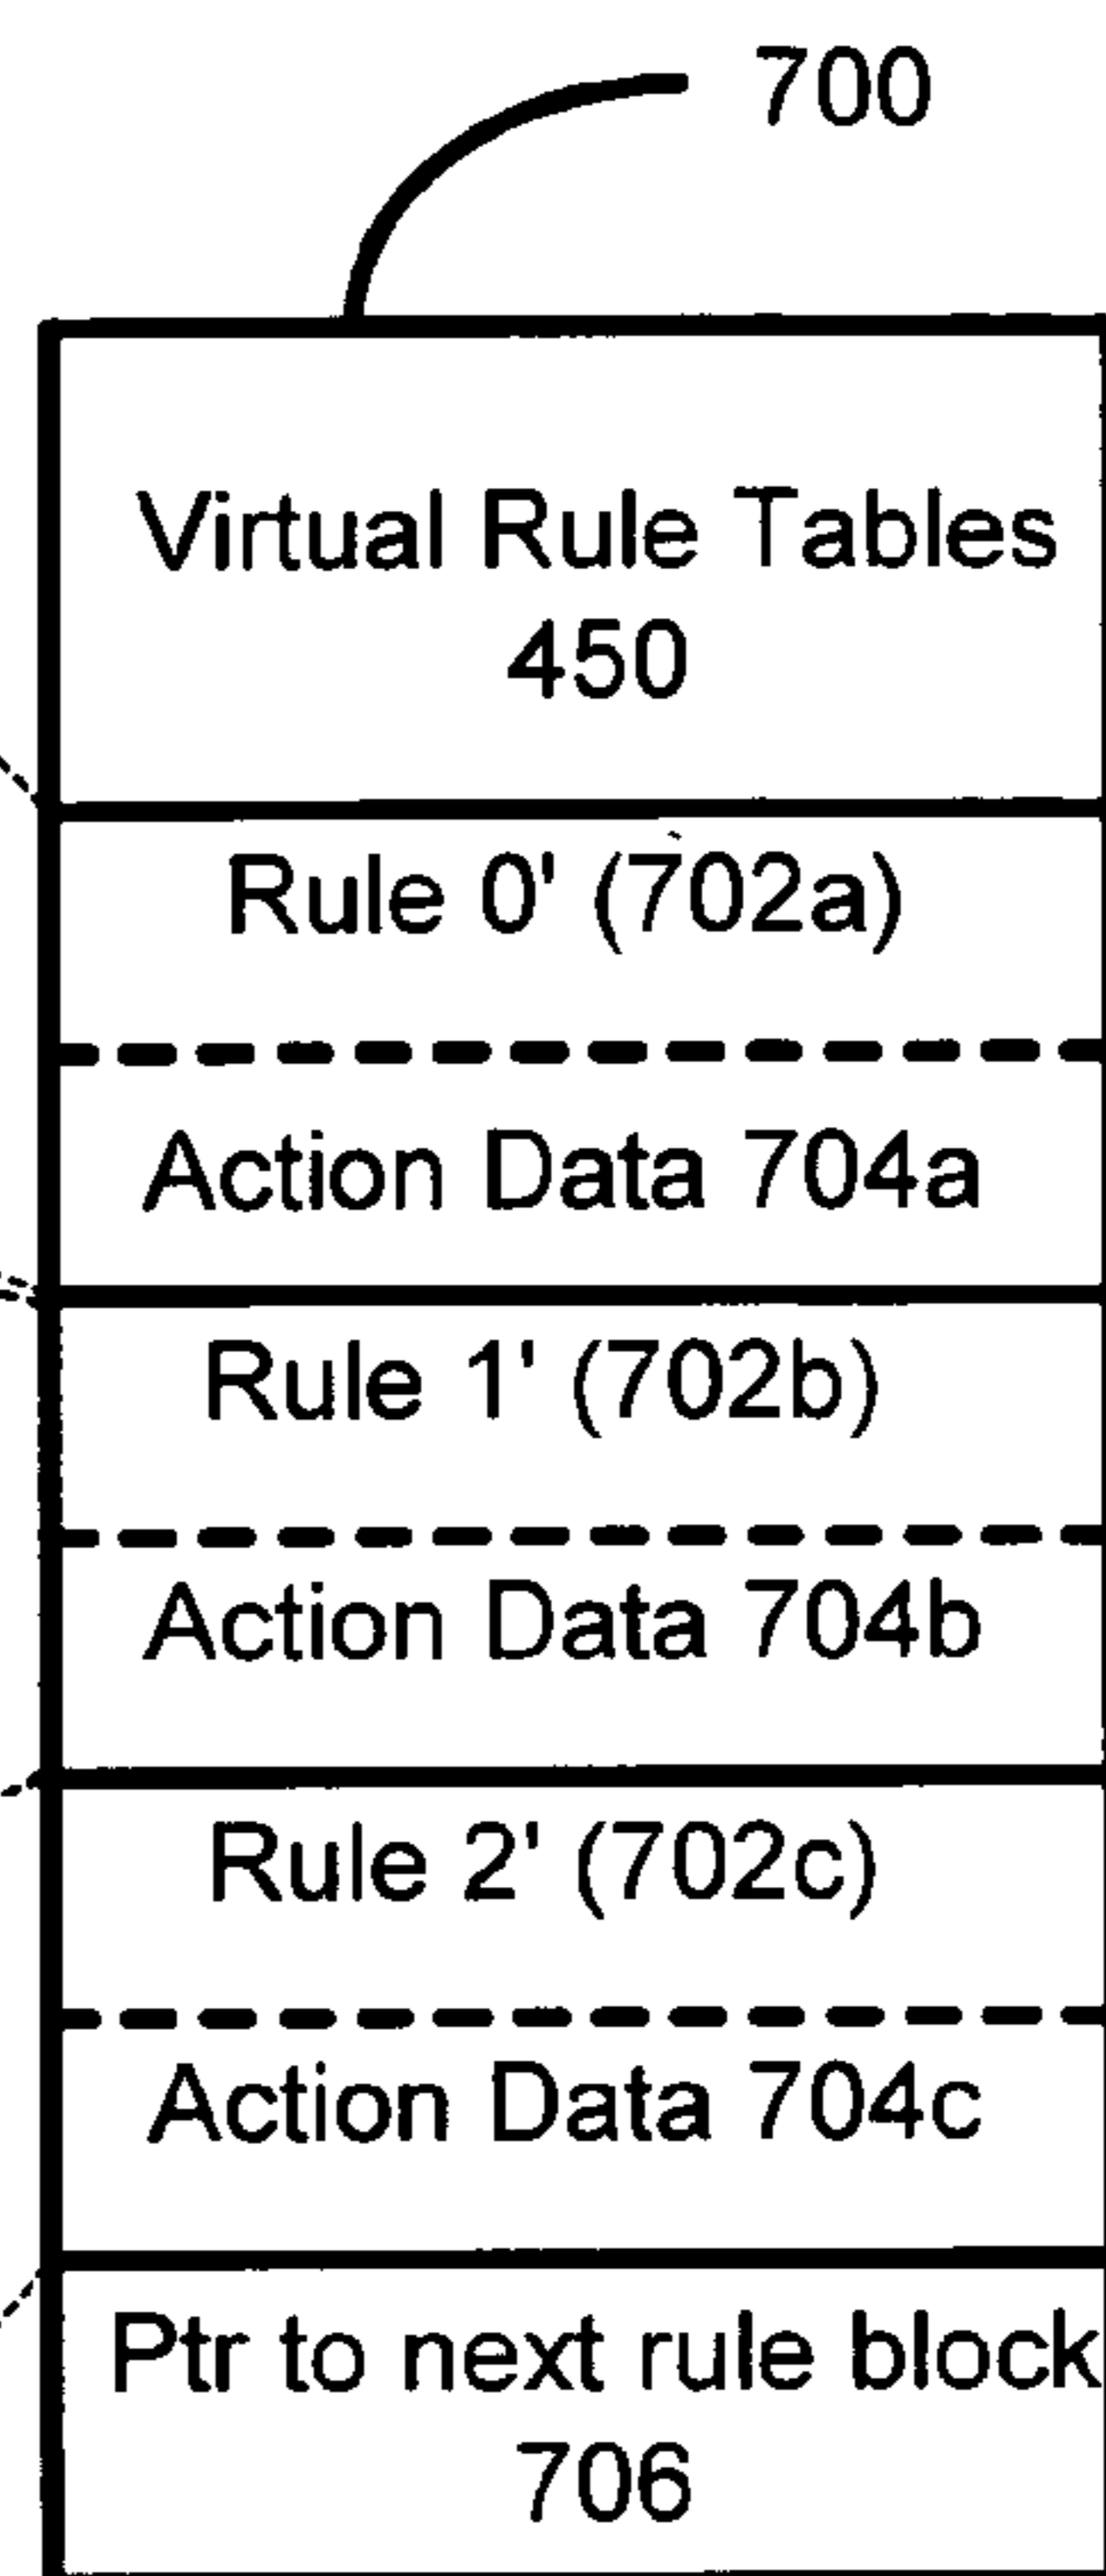 700
Virtual Rule Tables
450
Rule 0' (702a)
Action Data 704a
Rule 1' (702b)
Action Data 704b
Rule 2' (702c)
Action Data 704c
Ptr to next rule block
706